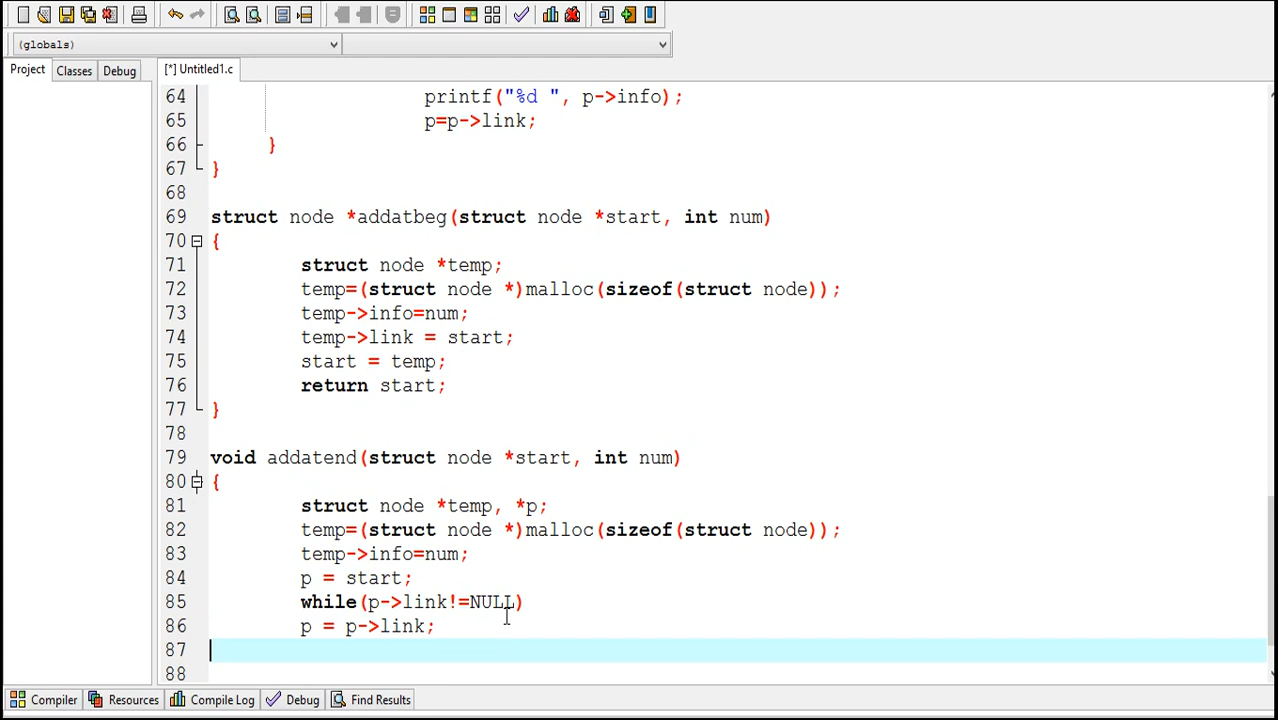 (globals)
Project Classes Debug [*] Untitled1.c
64 printf("%d ", p->info);
65 p=p->link;
66 }
67 }
68
69 struct node *addatbeg(struct node *start, int num)
70 {
71 struct node *temp;
72 temp=(struct node *)malloc(sizeof(struct node));
73 temp->info=num;
74 temp->link = start;
75 start = temp;
76 return start;
77 }
78
79 void addatend(struct node *start, int num)
80 {
81 struct node *temp, *p;
82 temp=(struct node *)malloc(sizeof(struct node));
83 temp->info=num;
84 p = start;
85 while(p->link!=NULL)
86 p = p->link;
87
88
Compiler Resources Compile Log Debug Find Results